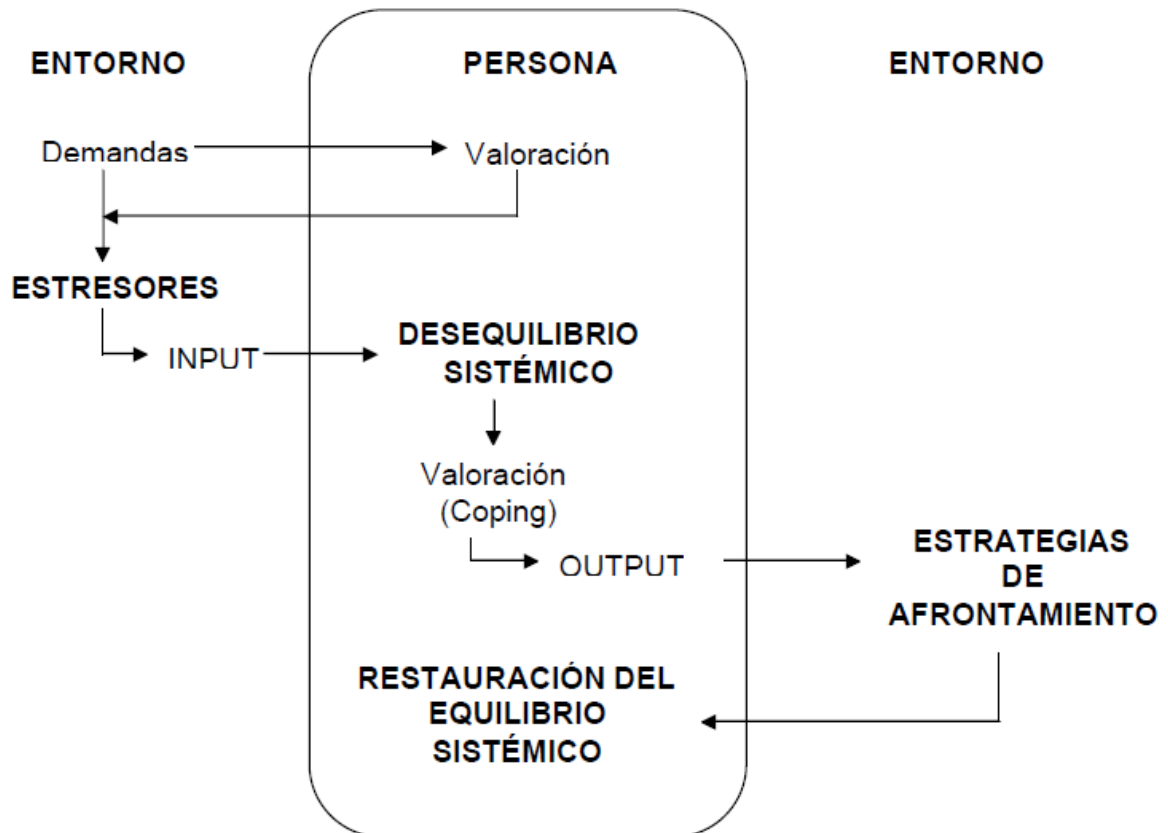 ENTORNO
PERSONA
ENTORNO
Demandas
Valoración
ESTRESORES
INPUT
DESEQUILIBRIO
SISTÉMICO
Valoración
(Coping)
OUTPUT
ESTRATEGIAS
DE
AFRONTAMIENTO
RESTAURACIÓN DEL
EQUILIBRIO
SISTÉMICO